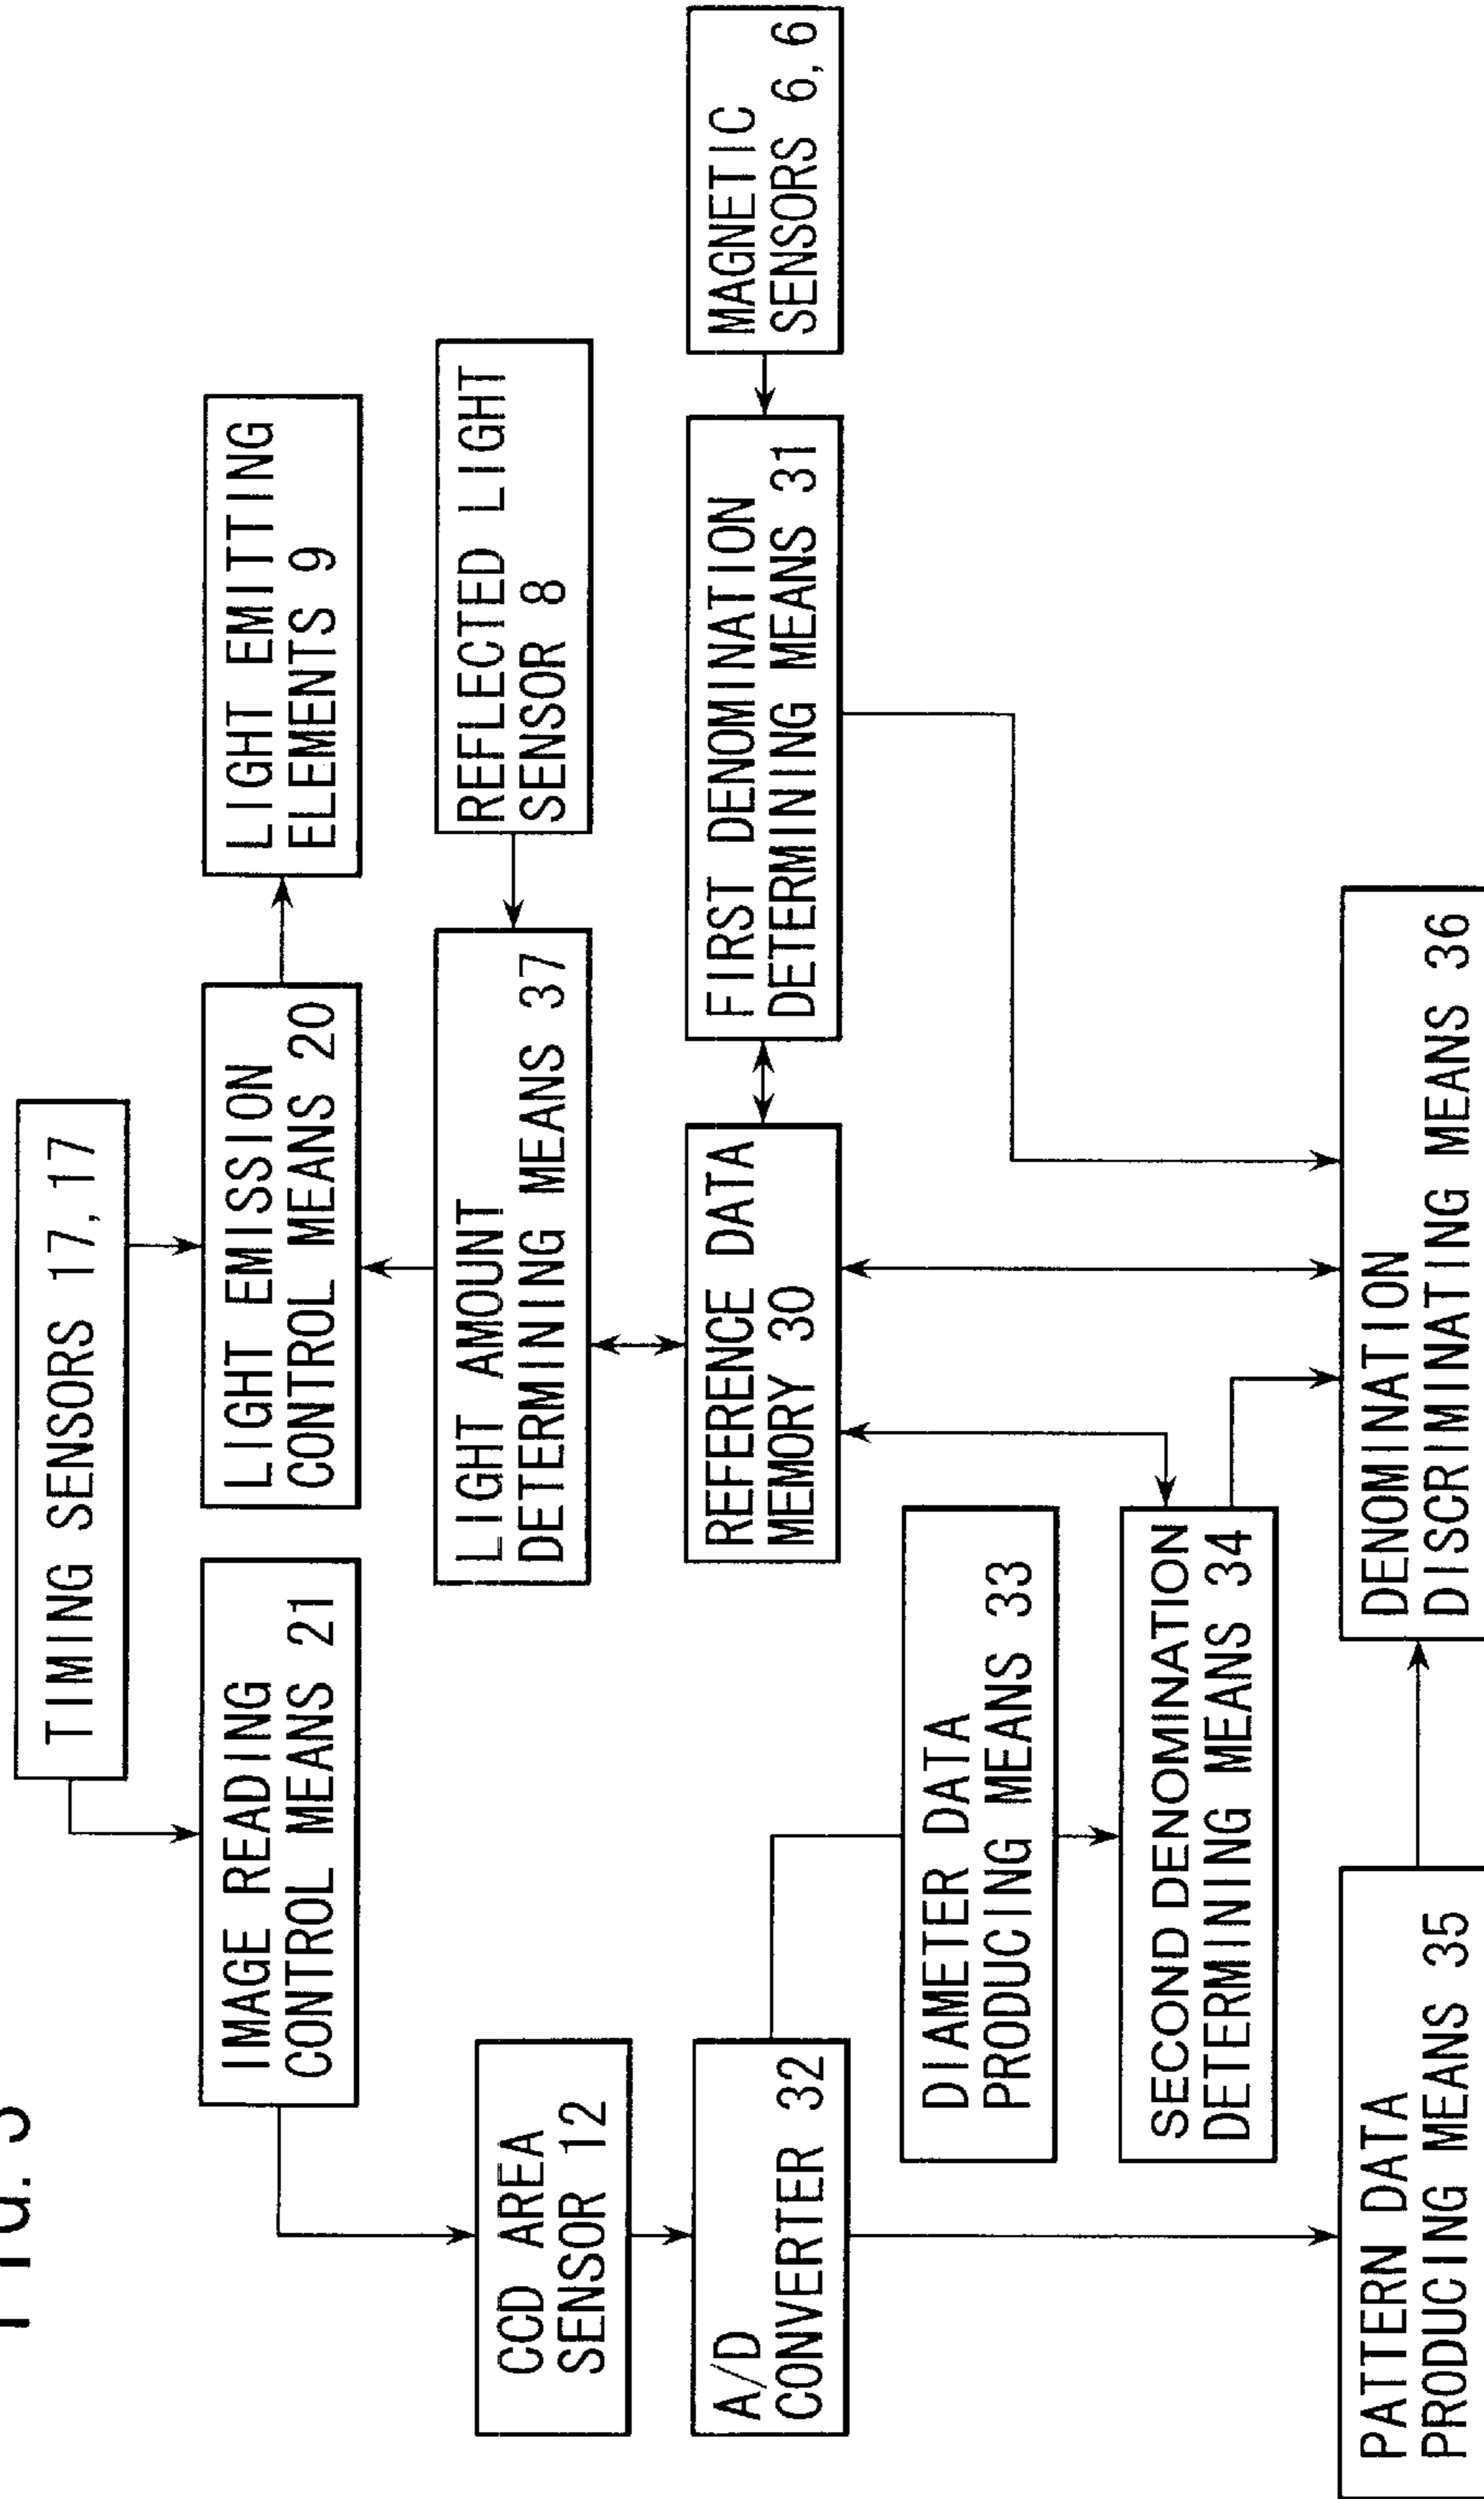 TIMING SENSORS 17,17
IMAGE READING
CONTROL MEANS 21
LIGHT EMISSION
CONTROL MEANS 20
LIGHT EMITTING
ELEMENTS 9
CCD AREA
SENSOR 12
LIGHT AMOUNT
DETERMINING MEANS 37
REFLECTED LIGHT
SENSOR 8
A/D
CONVERTER 32
REFERENCE DATA
MEMORY 30
FIRST DENOMINATION
DETERMINING MEANS 31
MAGNETIC
SENSORS 6,6
DIAMETER DATA
PRODUCING MEANS 33
SECOND DENOMINATION
DETERMINING MEANS 34
PATTERN DATA
PRODUCING MEANS 35
DENOMINATION
DISCRIMINATING MEANS 36